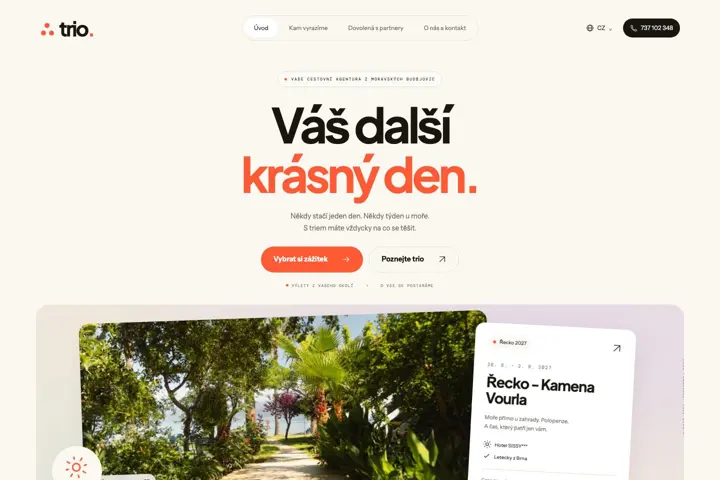 trio.
Úvod
Kam vyrazíme
Dovolená s partnery
O nás a kontakt
CZ
737 102 348
VAŠE CESTOVNÍ AGENTURA Z MORAVSKÝCH BUDĚJOVIC
Váš další
krásný den.
Někdy stačí jeden den. Někdy týden u moře.
S triem máte vždycky na co se těšit.
Vybrat si zážitek
Poznejte trio
VÝLETY Z VAŠEHO OKOLÍ
O VŠE SE POSTARÁME
Řecko 2027
Řecko – Kamena
Vourla
Moře přímo u zahrady. Polopenze.
A čas, který patří jen vám.
Hotel SISSY***
Letecky z Brna